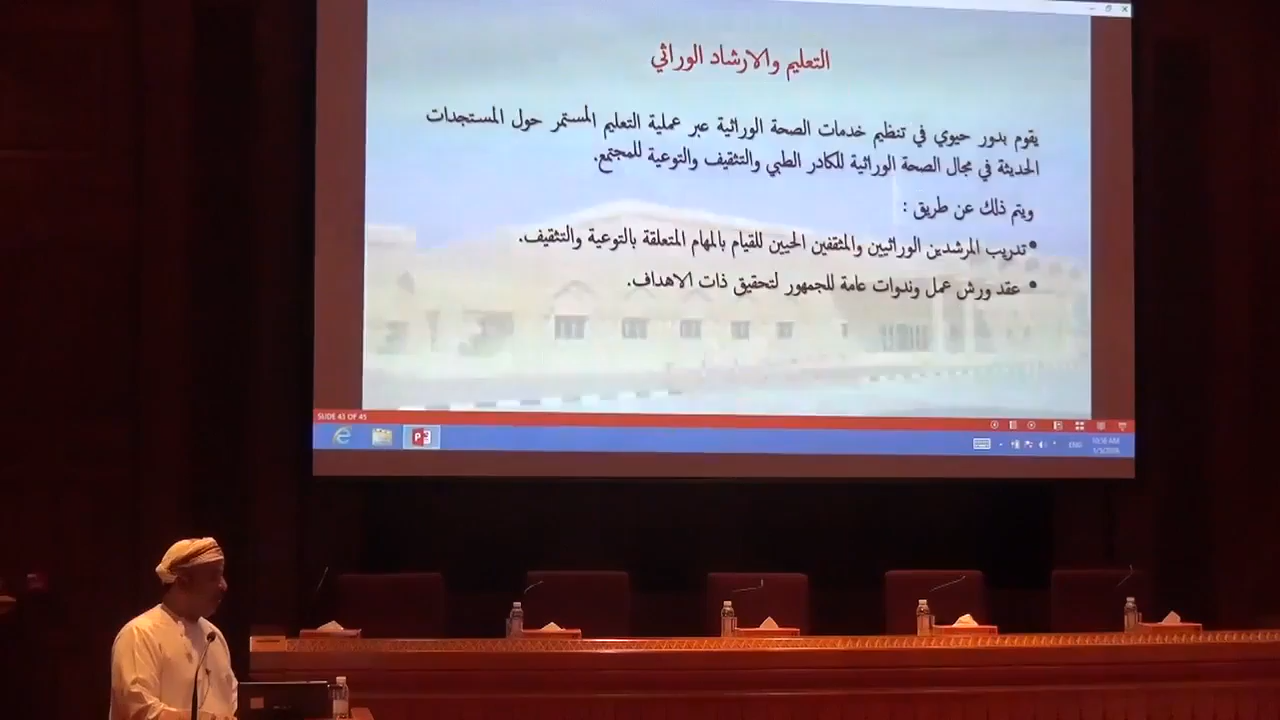 التعليم والارشاد الوراثي
يقوم بدور حيوي في تنظيم خدمات الصحة الوراثية عبر عملية التعليم المستمر حول المستجدات
الحديثة في مجال الصحة الوراثية للكادر الطبي والتثقيف والتوعية للمجتمع.
ويتم ذلك عن طريق :
• تدريب المرشدين الوراثيين والمثقفين الحيين للقيام بالمهام المتعلقة بالتوعية والتثقيف.
• عقد ورش عمل وندوات عامة للجمهور لتحقيق ذات الاهداف.
SLIDE 43 OF 45
ENG